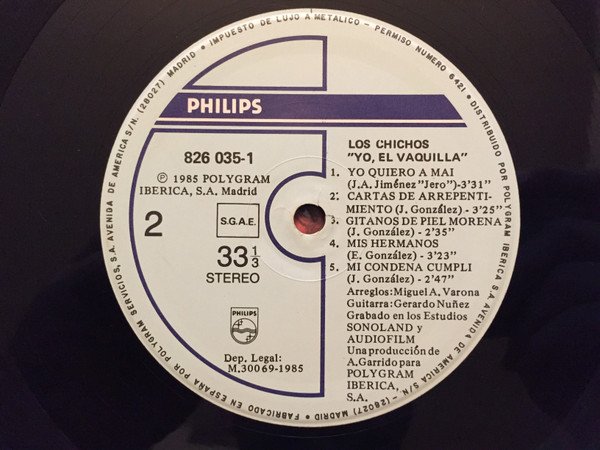 IMPUESTO DE LUJO A METALICO – PERMISO NUMERO 6421 • DISTRIBUIDO POR POLYGRAM IBERICA S.A. AVENIDA DE AMERICA S/N. (28027) MADRID •
FABRICADO EN ESPAÑA POR POLYGRAM SERVICIOS, S.A. AVENIDA DE AMERICA S/N. (28027) MADRID •
PHILIPS
826 035-1
℗ 1985 POLYGRAM
IBERICA, S.A. Madrid
2
S.G.A.E.
33 1/3
STEREO
PHILIPS
Dep. Legal:
M.30069-1985
LOS CHICHOS
"YO, EL VAQUILLA"
1. YO QUIERO A MAI
(J.A. Jiménez "Jero")-3'31"
2. CARTAS DE ARREPENTI-
MIENTO (J. González) - 3'25"
3. GITANOS DE PIEL MORENA
(J. González) - 2'35"
4. MIS HERMANOS
(E. González) - 3'23"
5. MI CONDENA CUMPLI
(J. González) - 2'47"
Arreglos: Miguel A. Varona
Guitarra: Gerardo Nuñez
Grabado en los Estudios
SONOLAND y
AUDIOFILM
Una producción de
A. Garrido para
POLYGRAM
IBERICA,
S.A.